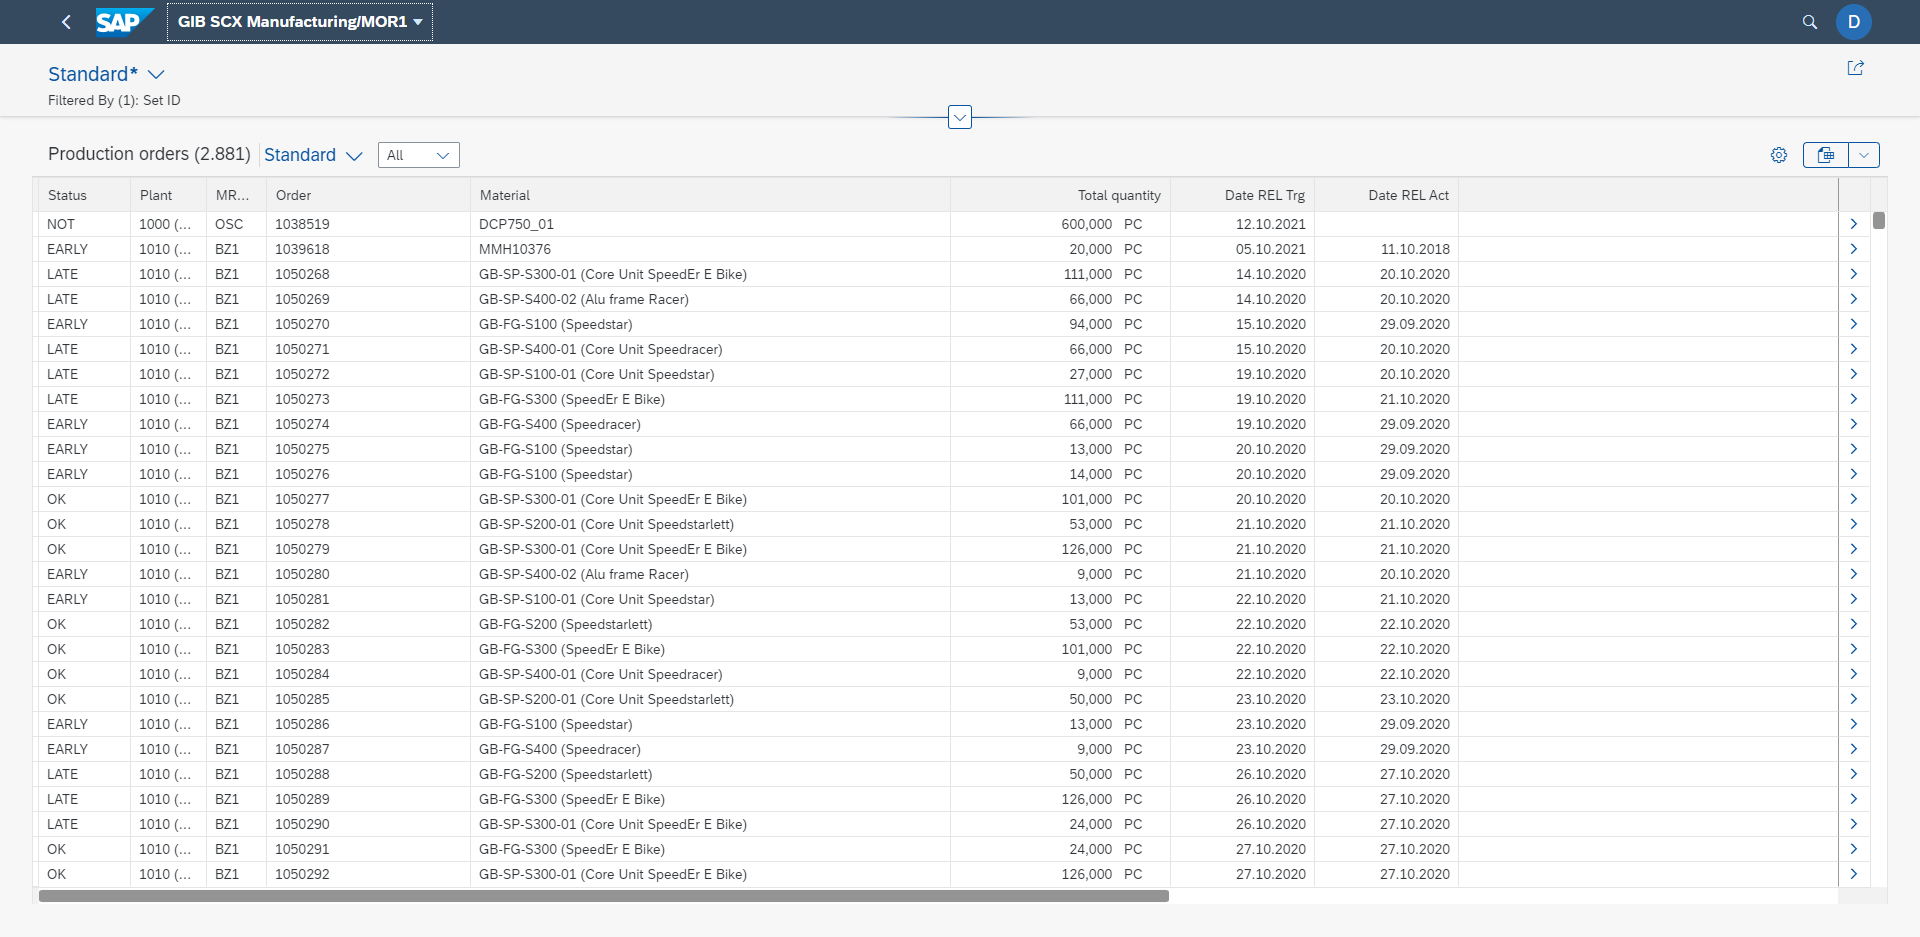 SAP GIB SCX Manufacturing/MOR1 D
Standard*
Filtered By (1): Set ID
Production orders (2.881) Standard All
Status Plant MR... Order Material Total quantity Date REL Trg Date REL Act
NOT 1000 (... OSC 1038519 DCP750_01 600,000 PC 12.10.2021
EARLY 1010 (... BZ1 1039618 MMH10376 20,000 PC 05.10.2021 11.10.2018
LATE 1010 (... BZ1 1050268 GB-SP-S300-01 (Core Unit SpeedEr E Bike) 111,000 PC 14.10.2020 20.10.2020
LATE 1010 (... BZ1 1050269 GB-SP-S400-02 (Alu frame Racer) 66,000 PC 14.10.2020 20.10.2020
EARLY 1010 (... BZ1 1050270 GB-FG-S100 (Speedstar) 94,000 PC 15.10.2020 29.09.2020
LATE 1010 (... BZ1 1050271 GB-SP-S400-01 (Core Unit Speedracer) 66,000 PC 15.10.2020 20.10.2020
LATE 1010 (... BZ1 1050272 GB-SP-S100-01 (Core Unit Speedstar) 27,000 PC 19.10.2020 20.10.2020
LATE 1010 (... BZ1 1050273 GB-FG-S300 (SpeedEr E Bike) 111,000 PC 19.10.2020 21.10.2020
EARLY 1010 (... BZ1 1050274 GB-FG-S400 (Speedracer) 66,000 PC 19.10.2020 29.09.2020
EARLY 1010 (... BZ1 1050275 GB-FG-S100 (Speedstar) 13,000 PC 20.10.2020 29.09.2020
EARLY 1010 (... BZ1 1050276 GB-FG-S100 (Speedstar) 14,000 PC 20.10.2020 29.09.2020
OK 1010 (... BZ1 1050277 GB-SP-S300-01 (Core Unit SpeedEr E Bike) 101,000 PC 20.10.2020 20.10.2020
OK 1010 (... BZ1 1050278 GB-SP-S200-01 (Core Unit Speedstarlett) 53,000 PC 21.10.2020 21.10.2020
OK 1010 (... BZ1 1050279 GB-SP-S300-01 (Core Unit SpeedEr E Bike) 126,000 PC 21.10.2020 21.10.2020
EARLY 1010 (... BZ1 1050280 GB-SP-S400-02 (Alu frame Racer) 9,000 PC 21.10.2020 20.10.2020
EARLY 1010 (... BZ1 1050281 GB-SP-S100-01 (Core Unit Speedstar) 13,000 PC 22.10.2020 21.10.2020
OK 1010 (... BZ1 1050282 GB-FG-S200 (Speedstarlett) 53,000 PC 22.10.2020 22.10.2020
OK 1010 (... BZ1 1050283 GB-FG-S300 (SpeedEr E Bike) 101,000 PC 22.10.2020 22.10.2020
OK 1010 (... BZ1 1050284 GB-SP-S400-01 (Core Unit Speedracer) 9,000 PC 22.10.2020 22.10.2020
OK 1010 (... BZ1 1050285 GB-SP-S200-01 (Core Unit Speedstarlett) 50,000 PC 23.10.2020 23.10.2020
EARLY 1010 (... BZ1 1050286 GB-FG-S100 (Speedstar) 13,000 PC 23.10.2020 29.09.2020
EARLY 1010 (... BZ1 1050287 GB-FG-S400 (Speedracer) 9,000 PC 23.10.2020 29.09.2020
LATE 1010 (... BZ1 1050288 GB-FG-S200 (Speedstarlett) 50,000 PC 26.10.2020 27.10.2020
LATE 1010 (... BZ1 1050289 GB-FG-S300 (SpeedEr E Bike) 126,000 PC 26.10.2020 27.10.2020
LATE 1010 (... BZ1 1050290 GB-SP-S300-01 (Core Unit SpeedEr E Bike) 24,000 PC 26.10.2020 27.10.2020
OK 1010 (... BZ1 1050291 GB-FG-S300 (SpeedEr E Bike) 24,000 PC 27.10.2020 27.10.2020
OK 1010 (... BZ1 1050292 GB-SP-S300-01 (Core Unit SpeedEr E Bike) 126,000 PC 27.10.2020 27.10.2020